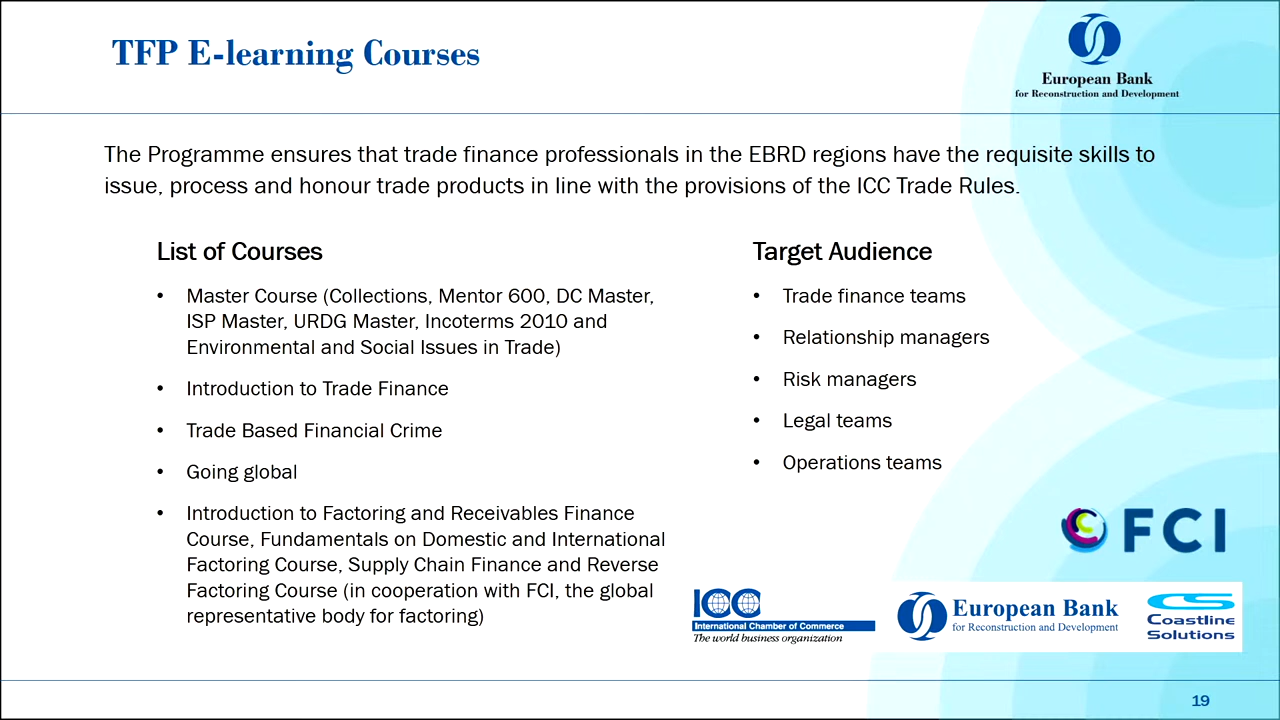 TFP E-learning Courses
European Bank
for Reconstruction and Development
The Programme ensures that trade finance professionals in the EBRD regions have the requisite skills to
issue, process and honour trade products in line with the provisions of the ICC Trade Rules.
List of Courses
• Master Course (Collections, Mentor 600, DC Master,
ISP Master, URDG Master, Incoterms 2010 and
Environmental and Social Issues in Trade)
• Introduction to Trade Finance
• Trade Based Financial Crime
• Going global
• Introduction to Factoring and Receivables Finance
Course, Fundamentals on Domestic and International
Factoring Course, Supply Chain Finance and Reverse
Factoring Course (in cooperation with FCI, the global
representative body for factoring)
Target Audience
• Trade finance teams
• Relationship managers
• Risk managers
• Legal teams
• Operations teams
FCI
ICC
International Chamber of Commerce
The world business organization
European Bank
for Reconstruction and Development
CS
Coastline
Solutions
19